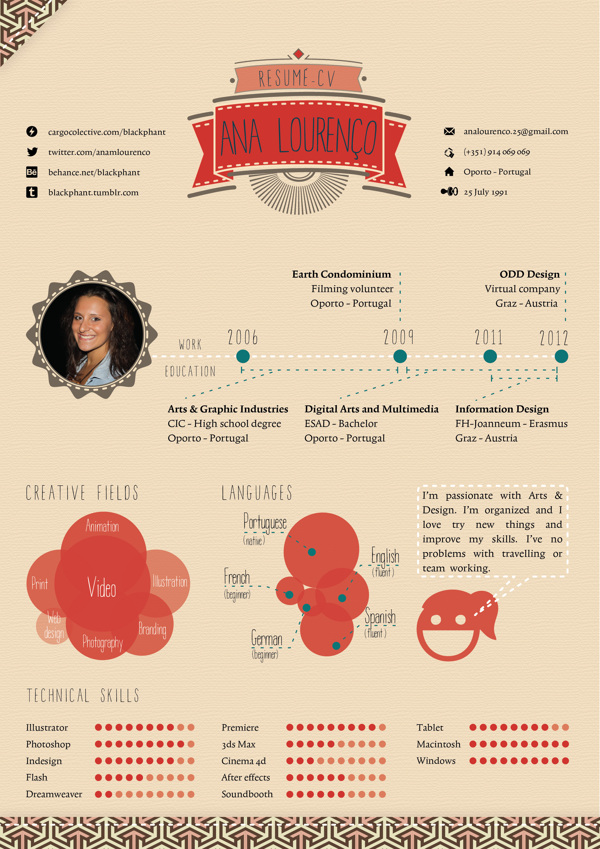 RESUMÉ-CV
ANA LOURENÇO
cargocolective.com/blackphant
twitter.com/anamlourenco
behance.net/blackphant
blackphant.tumblr.com
analourenco.25@gmail.com
(+351) 914 069 069
Oporto - Portugal
25 July 1991
Earth Condominium
Filming volunteer
Oporto - Portugal
ODD Design
Virtual company
Graz - Austria
WORK
2006
2009
2011
2012
EDUCATION
Arts & Graphic Industries
CIC - High school degree
Oporto - Portugal
Digital Arts and Multimedia
ESAD - Bachelor
Oporto - Portugal
Information Design
FH-Joanneum - Erasmus
Graz - Austria
CREATIVE FIELDS
Animation
Print
Video
Illustration
Web
design
Photography
Branding
LANGUAGES
Portuguese
(native)
English
(fluent)
French
(beginner)
Spanish
(fluent)
German
(beginner)
I'm passionate with Arts &
Design. I'm organized and I
love try new things and
improve my skills. I've no
problems with travelling or
team working.
TECHNICAL SKILLS
Illustrator
Photoshop
Indesign
Flash
Dreamweaver
Premiere
3ds Max
Cinema 4d
After effects
Soundbooth
Tablet
Macintosh
Windows